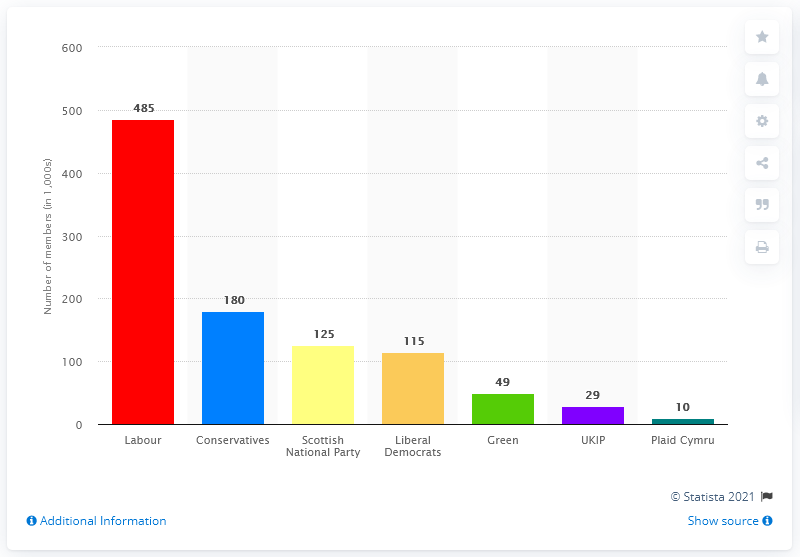 600
500
400
300
200
100
0
Number of members (in 1,000s)
485
180
125
115
49
29
10
Labour
Conservatives
Scottish
National Party
Liberal
Democrats
Green
UKIP
Plaid Cymru
© Statista 2021
Additional Information
Show source